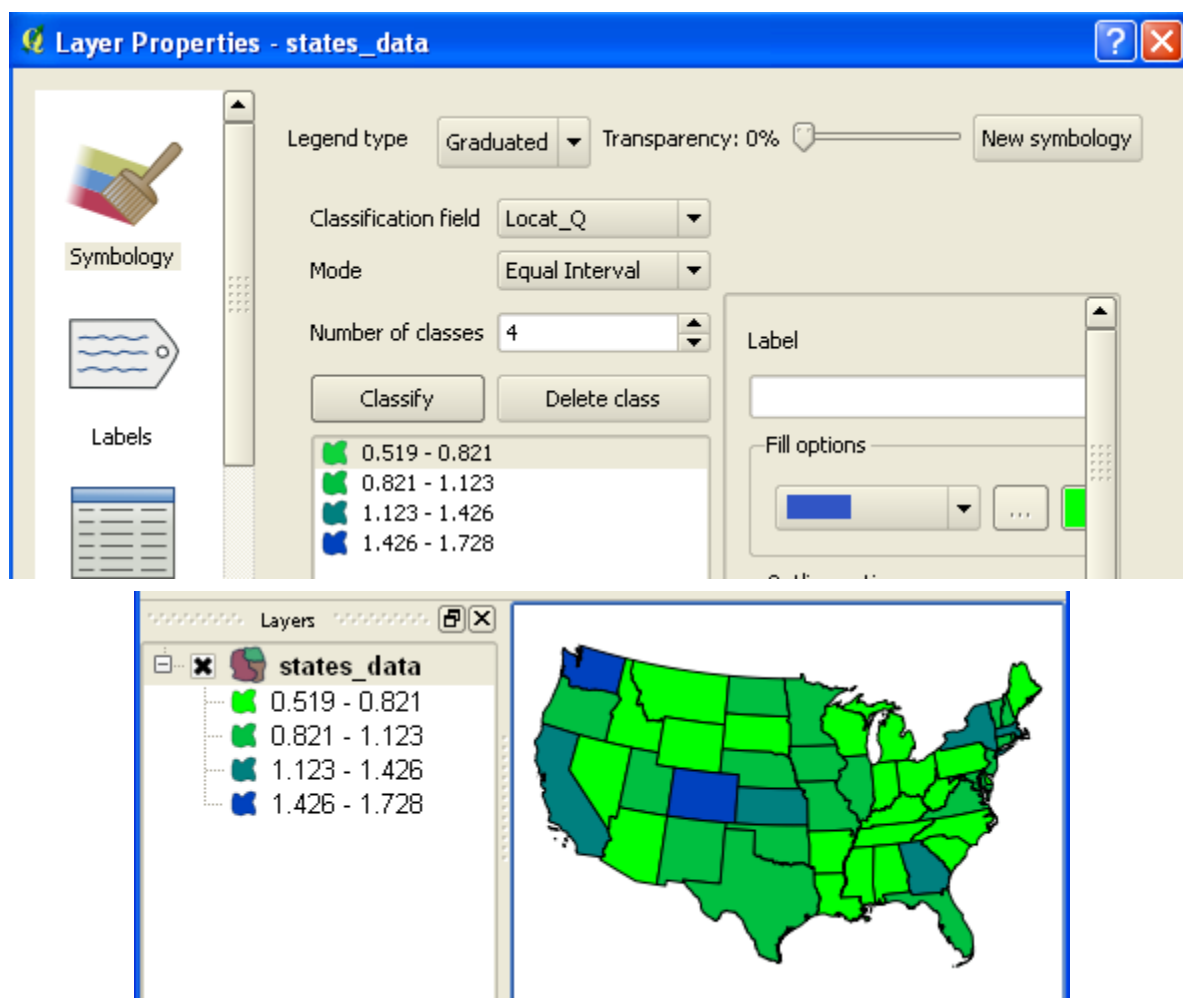 Layer Properties - states_data
Legend type Graduated Transparency: 0% New symbology
Symbology
Classification field Locat_Q
Mode Equal Interval
Number of classes 4
Label
Classify Delete class
Labels
Fill options
0.519 - 0.821
0.821 - 1.123
1.123 - 1.426
1.426 - 1.728
...
Layers
states_data
0.519 - 0.821
0.821 - 1.123
1.123 - 1.426
1.426 - 1.728